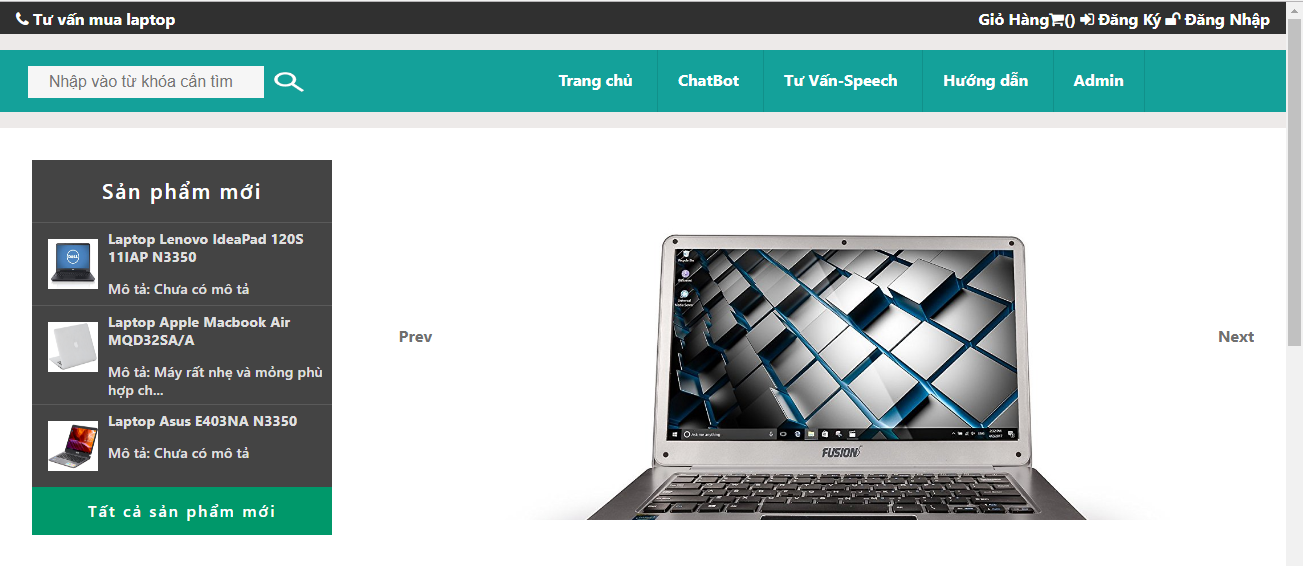 Tư vấn mua laptop
Giỏ Hàng() Đăng Ký Đăng Nhập
Nhập vào từ khóa cần tìm
Trang chủ
ChatBot
Tư Vấn-Speech
Hướng dẫn
Admin
Sản phẩm mới
Laptop Lenovo IdeaPad 120S
11IAP N3350
Mô tả: Chưa có mô tả
Laptop Apple Macbook Air
MQD32SA/A
Mô tả: Máy rất nhẹ và mỏng phù
hợp ch...
Laptop Asus E403NA N3350
Mô tả: Chưa có mô tả
Tất cả sản phẩm mới
Prev
Next
Ask me anything
FUSION